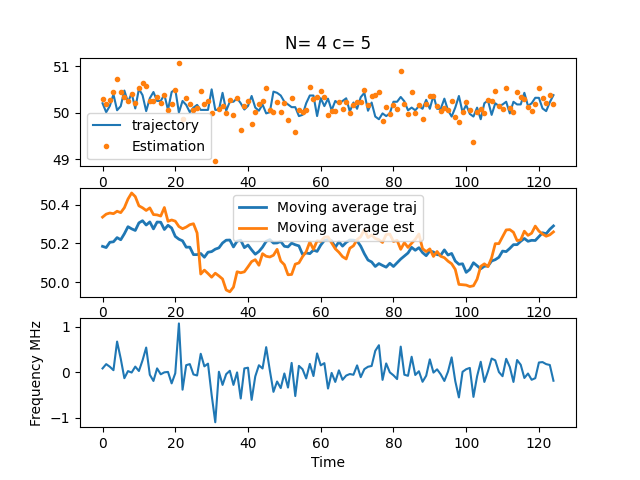 N= 4 c= 5
51
50
49
trajectory
Estimation
0 20 40 60 80 100 120
50.4
50.2
50.0
Moving average traj
Moving average est
0 20 40 60 80 100 120
Frequency MHz
1
0
−1
0 20 40 60 80 100 120
Time